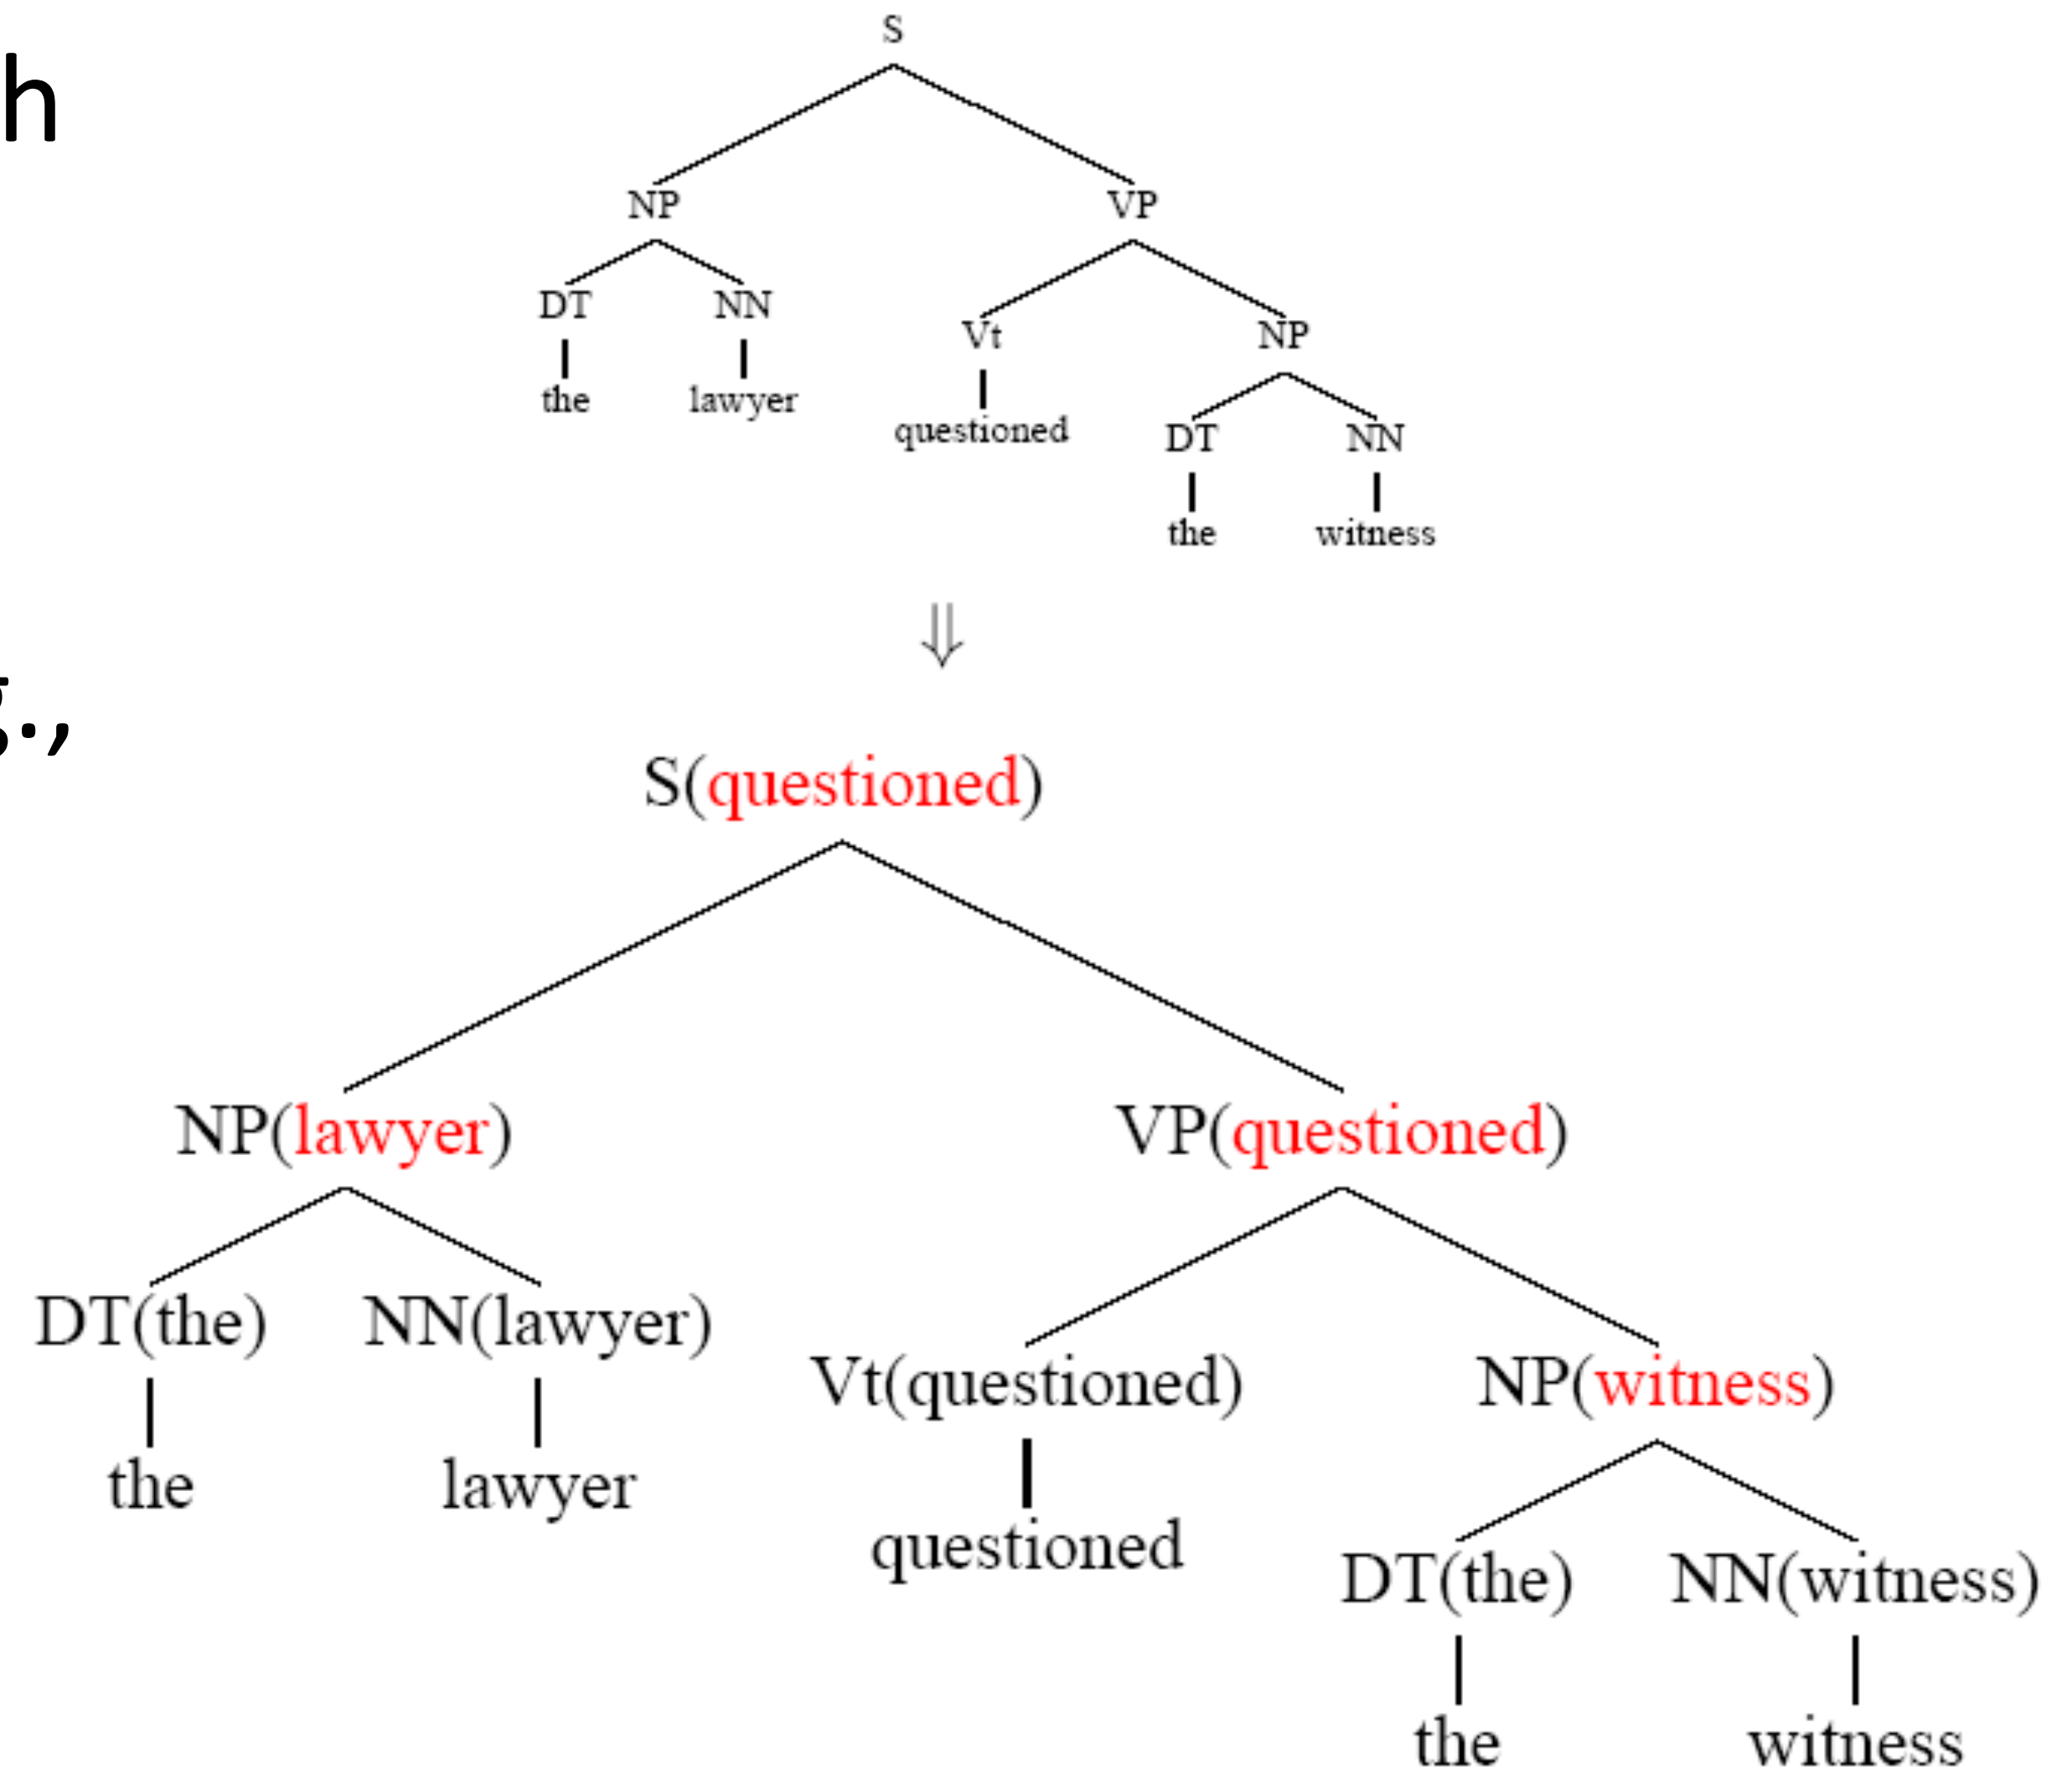 h
S
NP VP
DT NN
Vt NP
the lawyer
questioned
DT NN
the witness
⇓
g.,
S(questioned)
NP(lawyer) VP(questioned)
DT(the) NN(lawyer)
Vt(questioned) NP(witness)
the lawyer
questioned
DT(the) NN(witness)
the witness